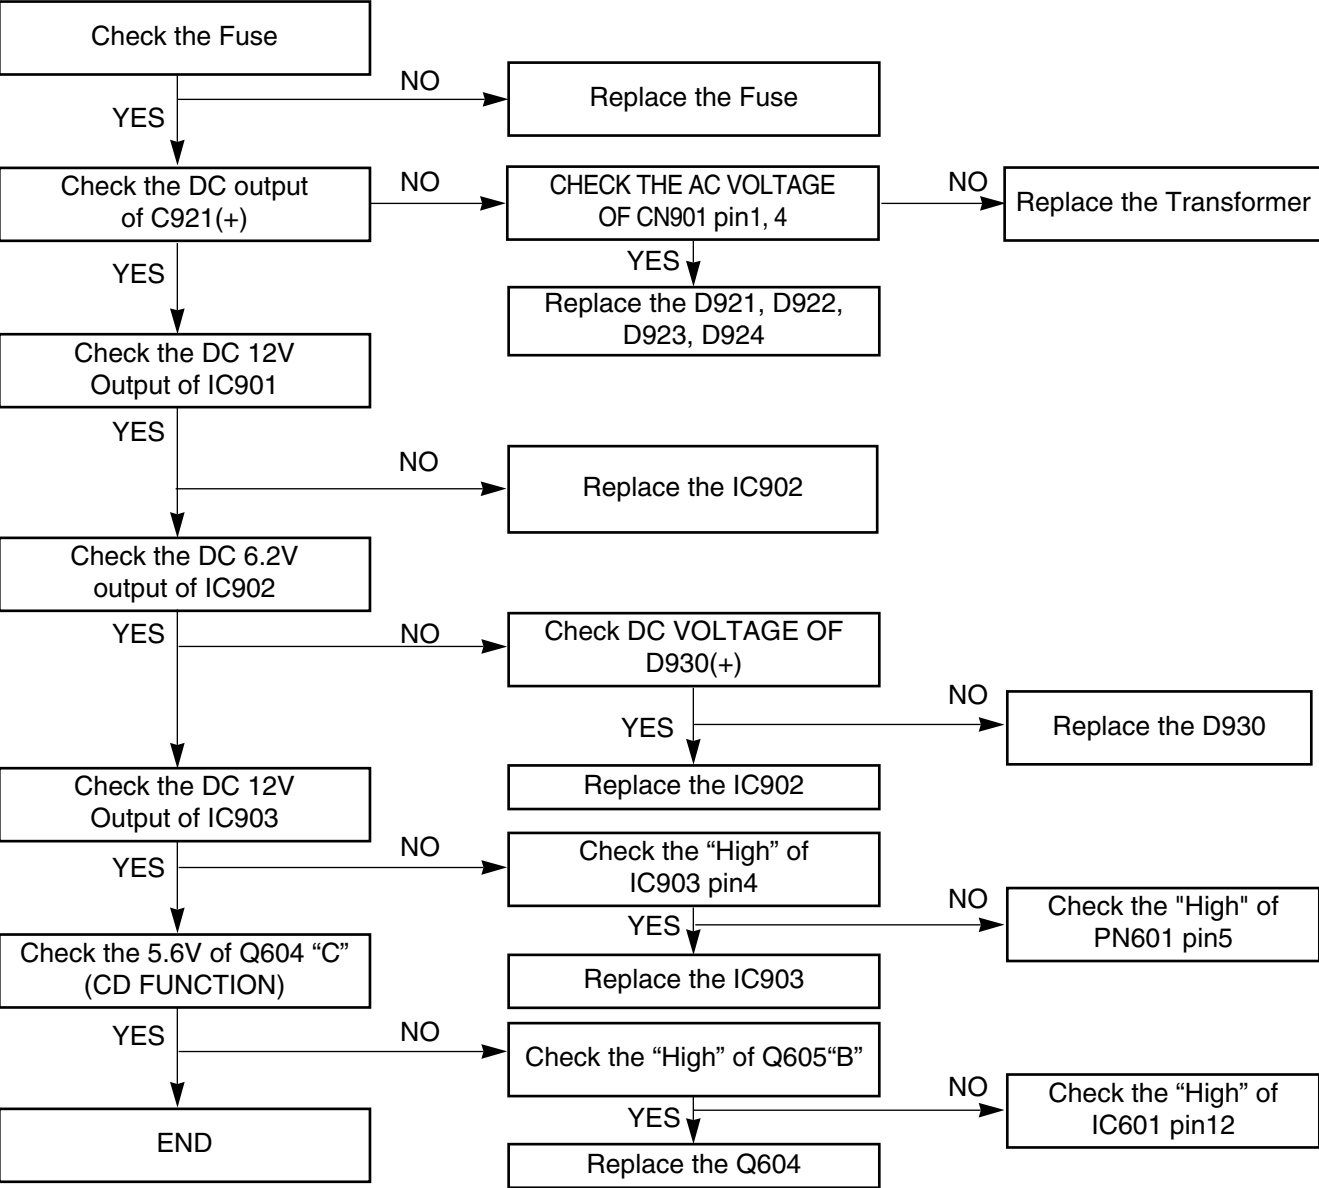 Check the Fuse
NO
Replace the Fuse
YES
Check the DC output
of C921(+)
NO
CHECK THE AC VOLTAGE
OF CN901 pin1, 4
NO
Replace the Transformer
YES
YES
Replace the D921, D922,
D923, D924
Check the DC 12V
Output of IC901
YES
NO
Replace the IC902
Check the DC 6.2V
output of IC902
YES
NO
Check DC VOLTAGE OF
D930(+)
NO
Replace the D930
YES
Replace the IC902
Check the DC 12V
Output of IC903
YES
NO
Check the “High” of
IC903 pin4
NO
Check the "High" of
PN601 pin5
YES
Replace the IC903
Check the 5.6V of Q604 “C”
(CD FUNCTION)
YES
NO
Check the “High” of Q605“B”
NO
Check the “High” of
IC601 pin12
YES
Replace the Q604
END